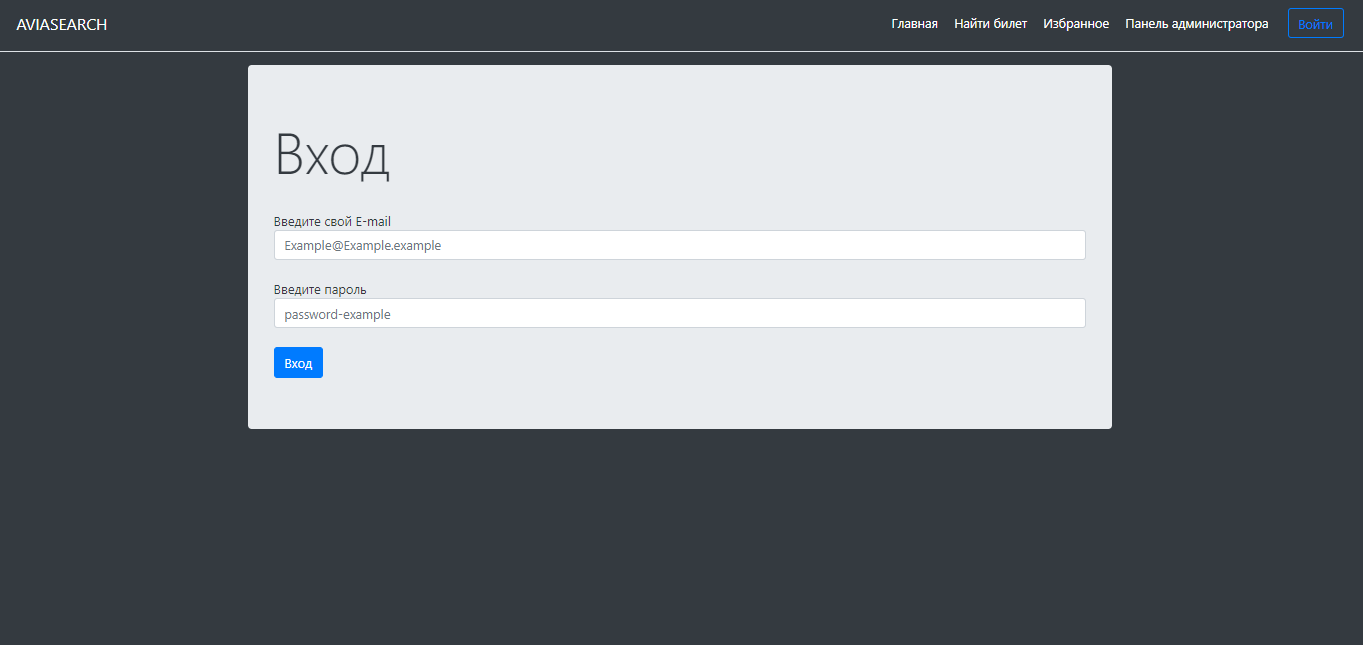 AVIASEARCH Главная Найти билет Избранное Панель администратора Войти
Вход
Введите свой E-mail
Example@Example.example
Введите пароль
password-example
Вход